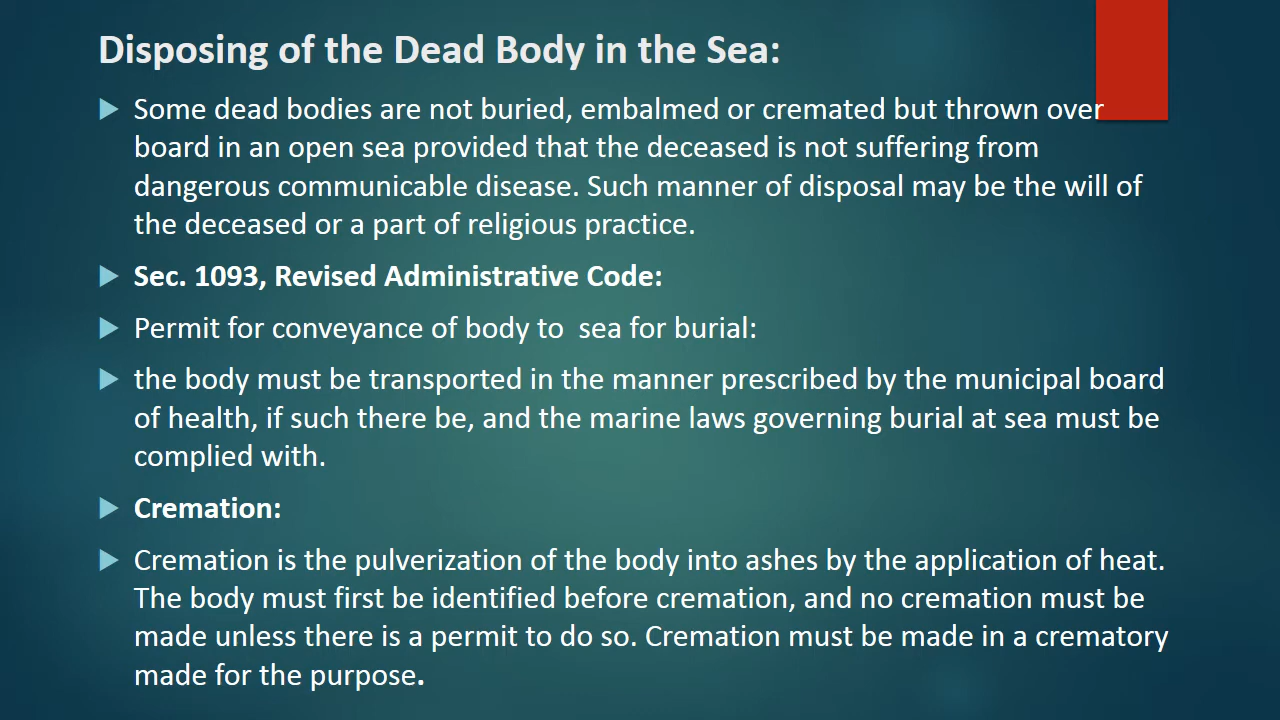 Disposing of the Dead Body in the Sea:
Some dead bodies are not buried, embalmed or cremated but thrown over
board in an open sea provided that the deceased is not suffering from
dangerous communicable disease. Such manner of disposal may be the will of
the deceased or a part of religious practice.
Sec. 1093, Revised Administrative Code:
Permit for conveyance of body to  sea for burial:
the body must be transported in the manner prescribed by the municipal board
of health, if such there be, and the marine laws governing burial at sea must be
complied with.
Cremation:
Cremation is the pulverization of the body into ashes by the application of heat.
The body must first be identified before cremation, and no cremation must be
made unless there is a permit to do so. Cremation must be made in a crematory
made for the purpose.